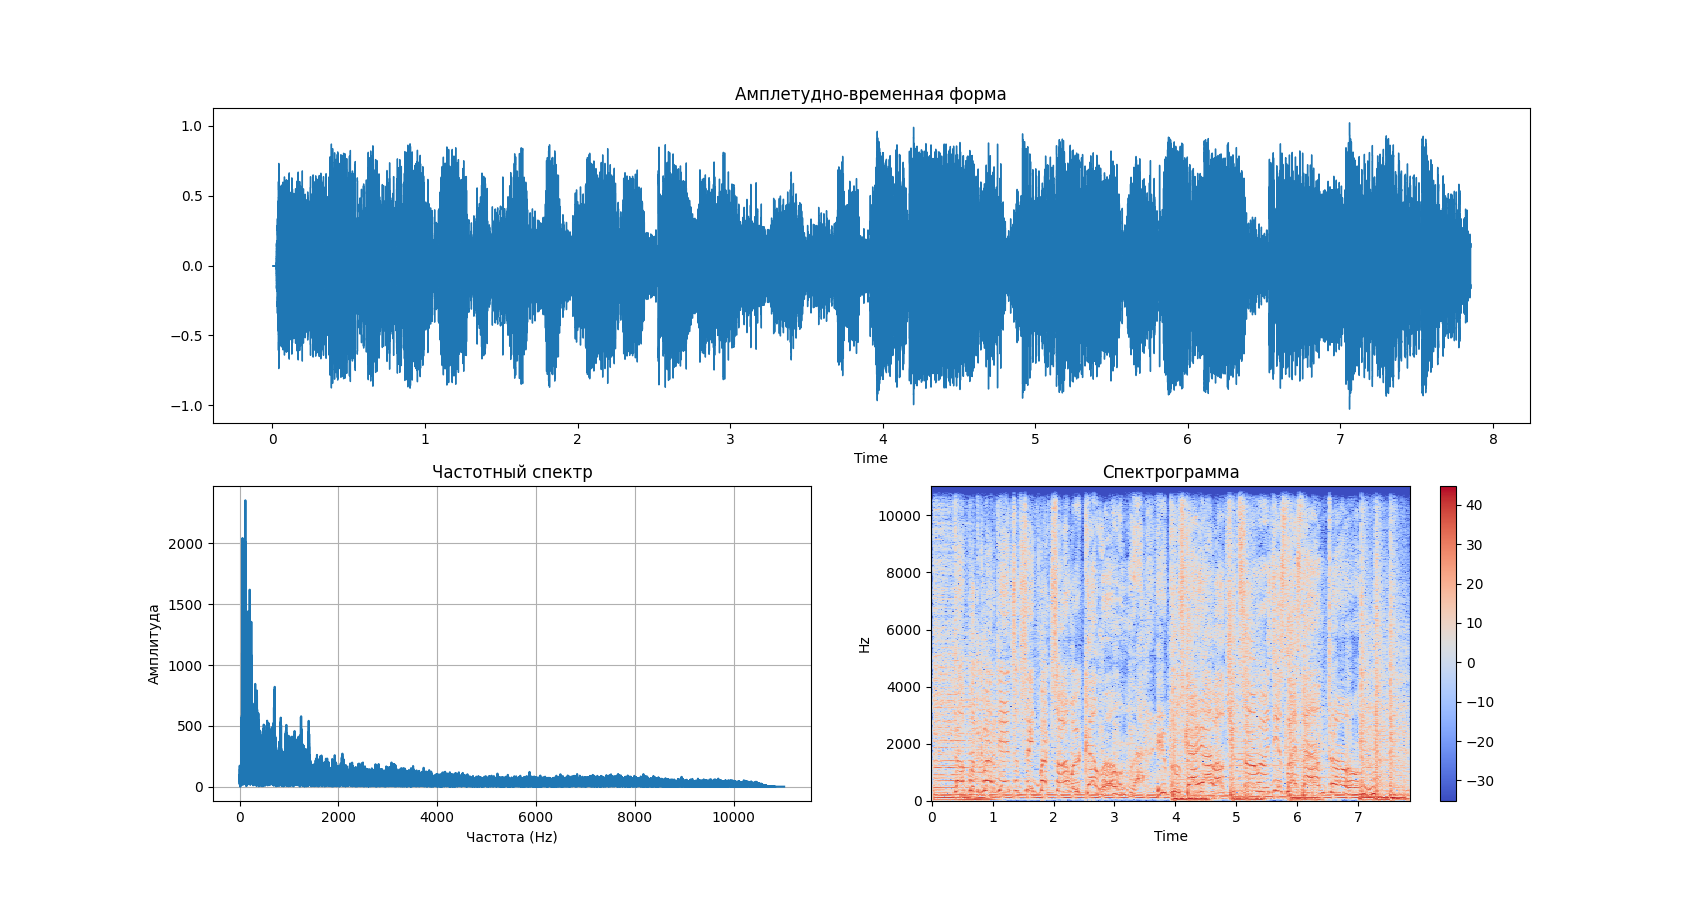 Амплетудно-временная форма
1.0
0.5
0.0
−0.5
−1.0
0 1 2 3 4 5 6 7 8
Time
Частотный спектр
Амплитуда
2000
1500
1000
500
0
0 2000 4000 6000 8000 10000
Частота (Hz)
Спектрограмма
Hz
10000
8000
6000
4000
2000
0
0 1 2 3 4 5 6 7
Time
40
30
20
10
0
−10
−20
−30